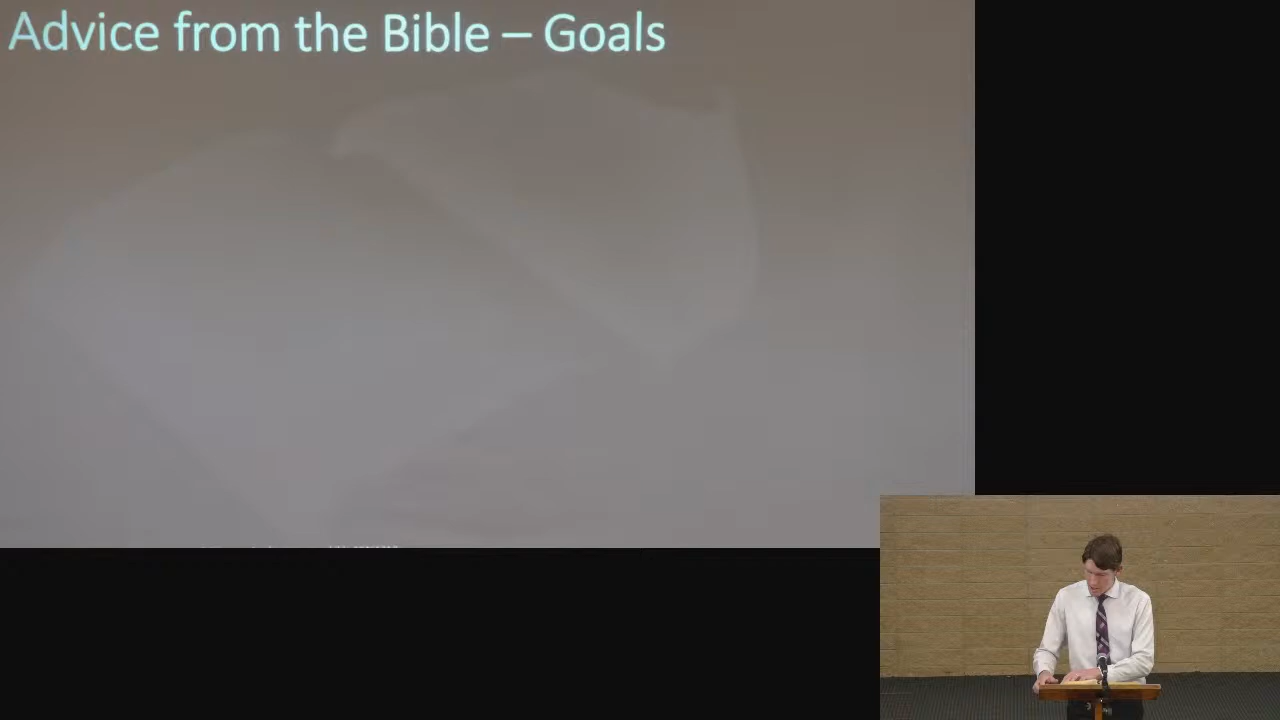 Advice from the Bible – Goals